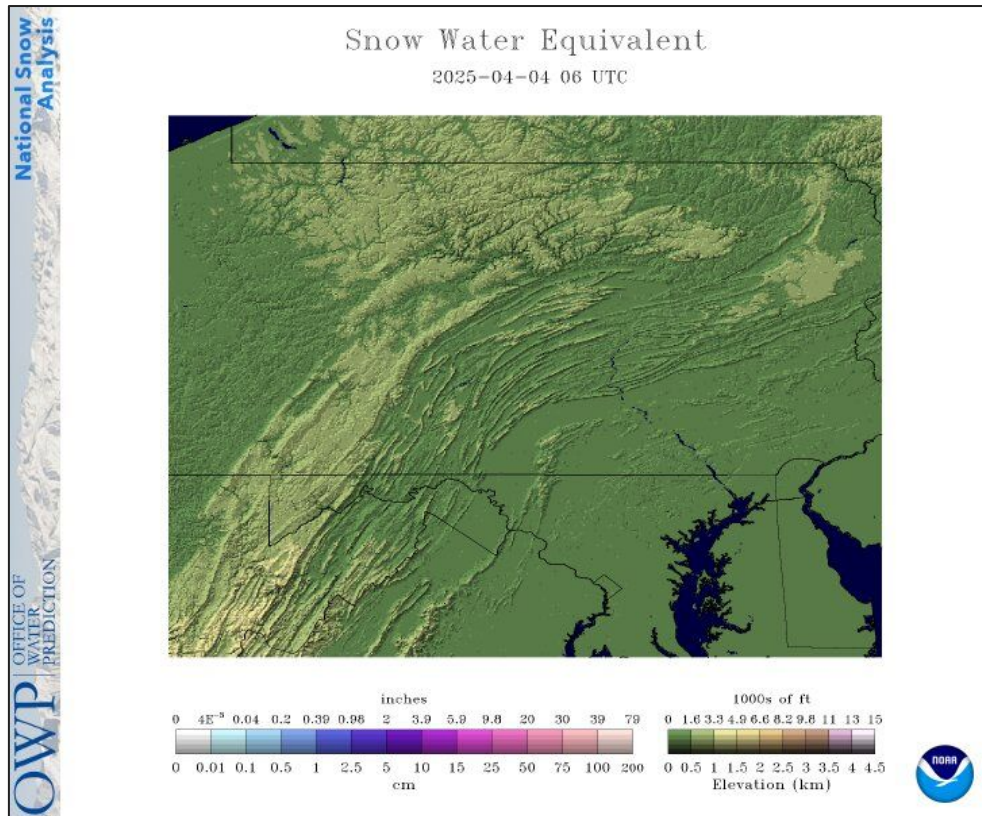 National Snow
Analysis
OWP
OFFICE OF
WATER
PREDICTION
Snow Water Equivalent
2025-04-04 06 UTC
inches
0 4E⁻³ 0.04 0.2 0.39 0.98 2 3.9 5.9 9.8 20 30 39 79
0 0.01 0.1 0.5 1 2.5 5 10 15 25 50 75 100 200
cm
1000s of ft
0 1.6 3.3 4.9 6.6 8.2 9.8 11 13 15
0 0.5 1 1.5 2 2.5 3 3.5 4 4.5
Elevation (km)
NOAA